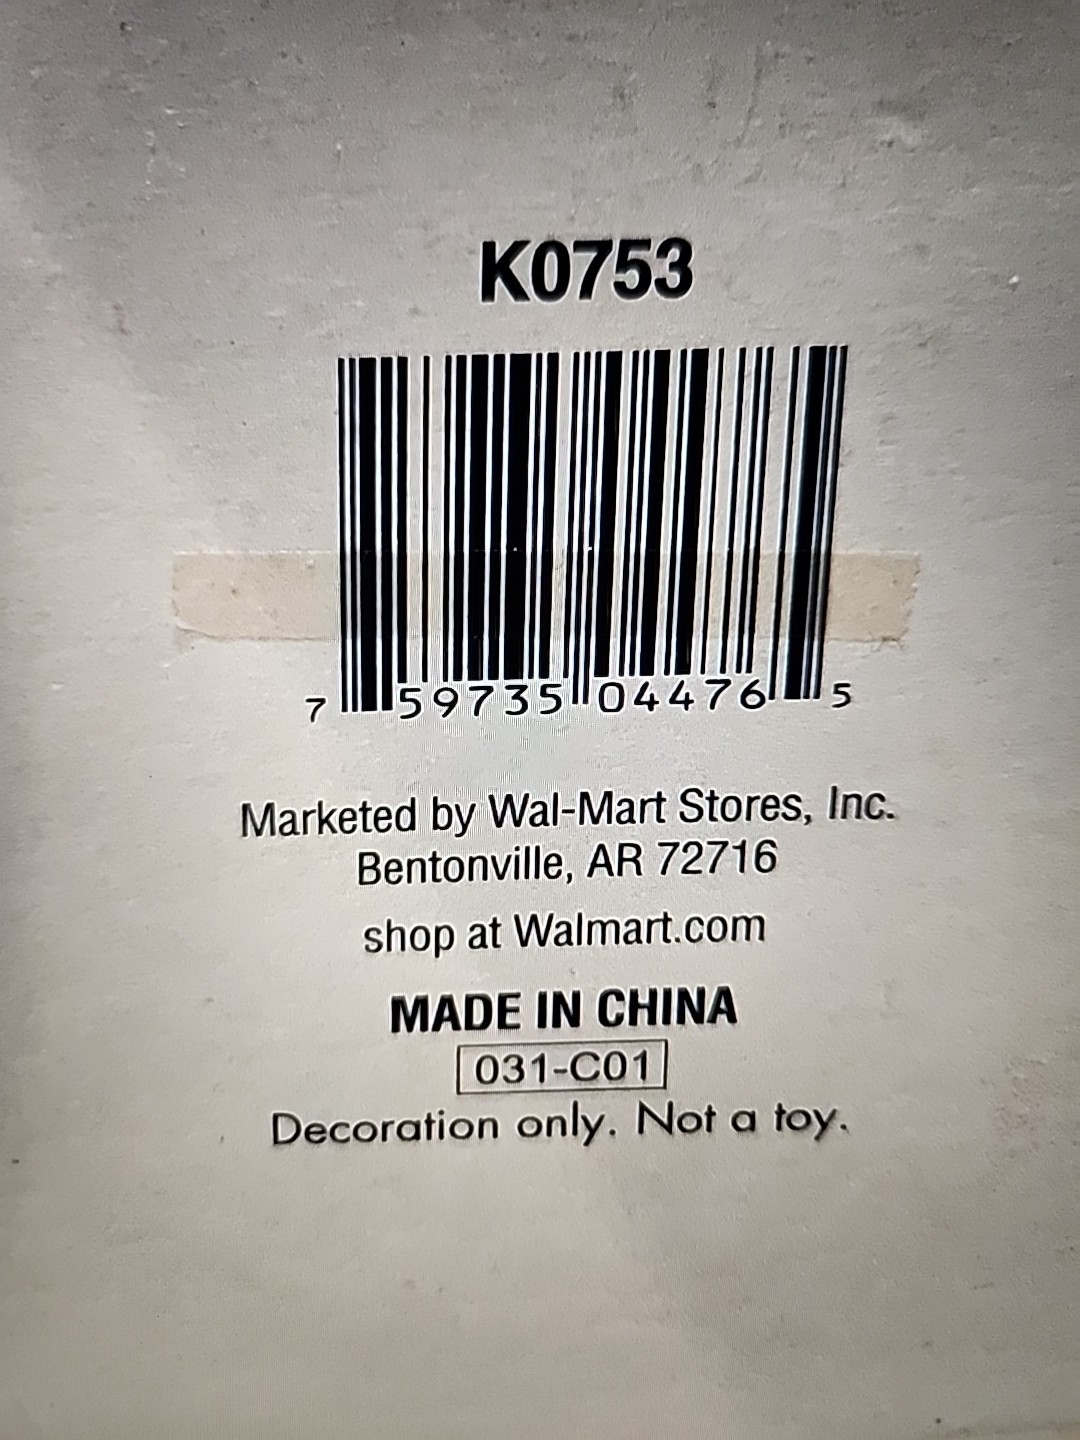 K0753
7 59735 04476 5
Marketed by Wal-Mart Stores, Inc.
Bentonville, AR 72716
shop at Walmart.com
MADE IN CHINA
031-C01
Decoration only. Not a toy.